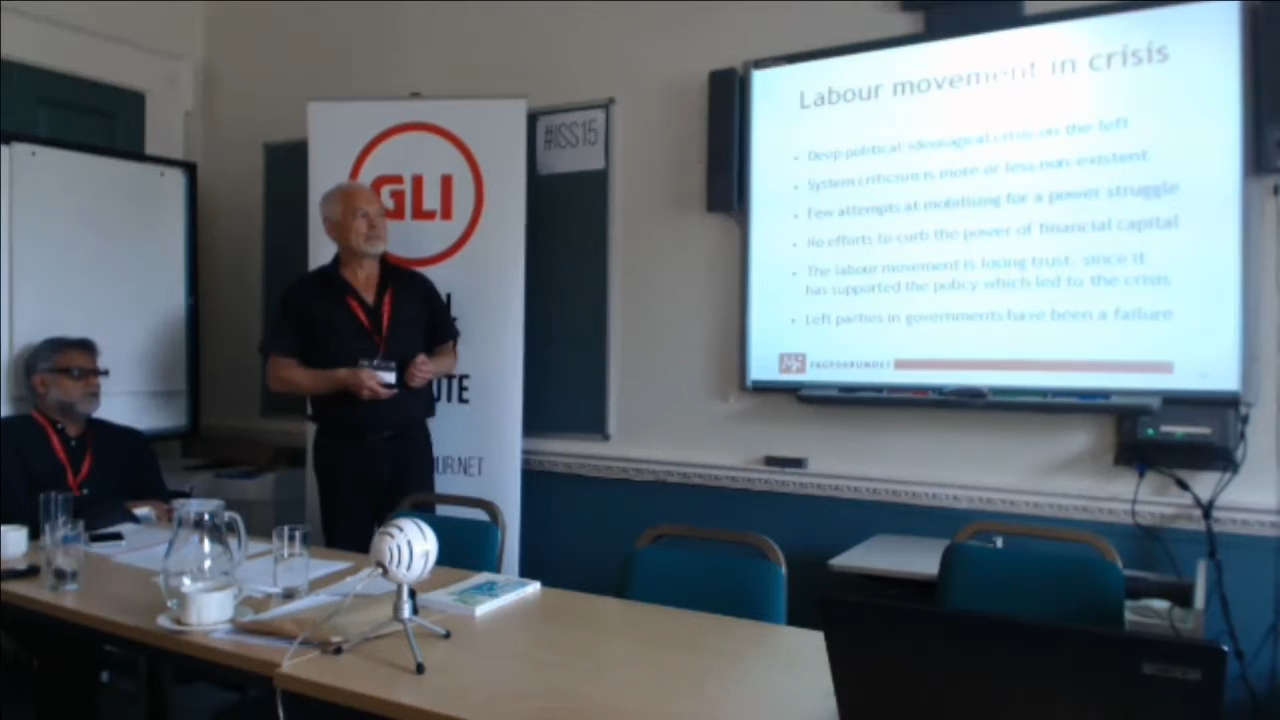 GLI
#ISS15
UTE
UR.NET
Labour movement in crisis
Deep political-ideological crisis on the left
System criticism is more or less non-existent
Few attempts at mobilising for a power struggle
No efforts to curb the power of financial capital
The labour movement is losing trust, since it
has supported the policy which led to the crisis
Left parties in governments have been a failure
FAGFORBUNDET